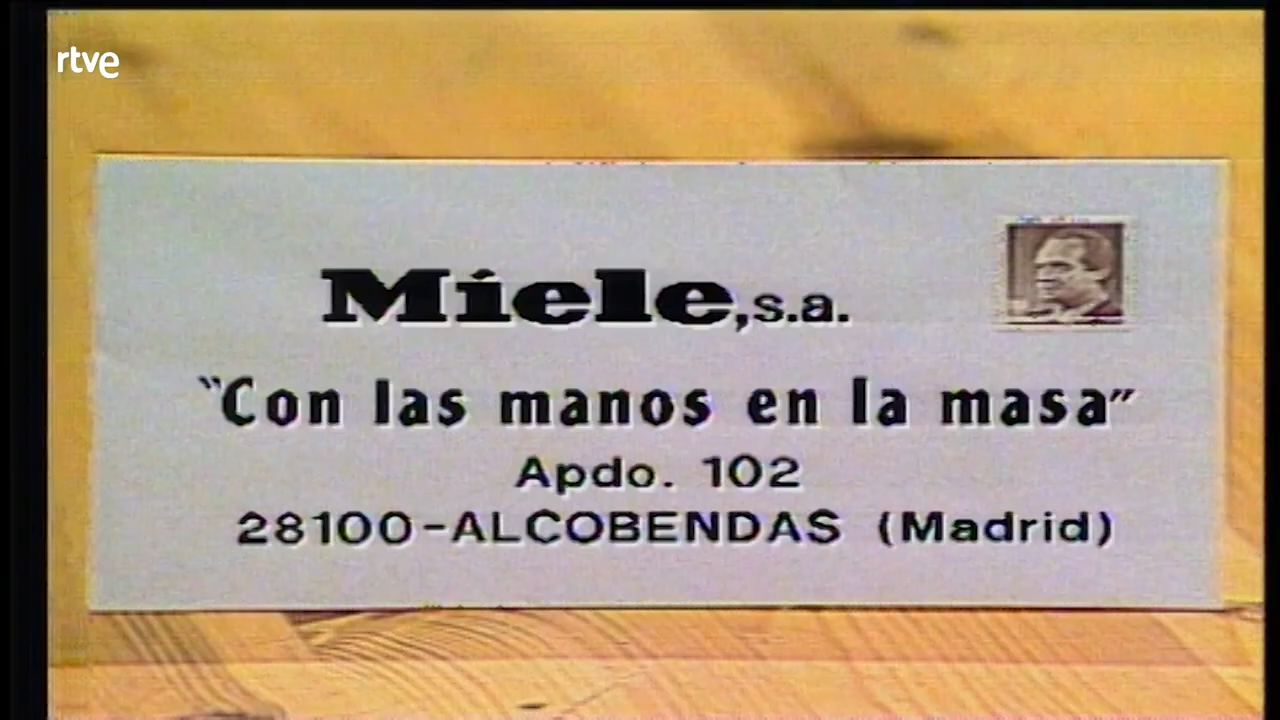 rtve
Miele, s.a.
"Con las manos en la masa"
Apdo. 102
28100-ALCOBENDAS (Madrid)